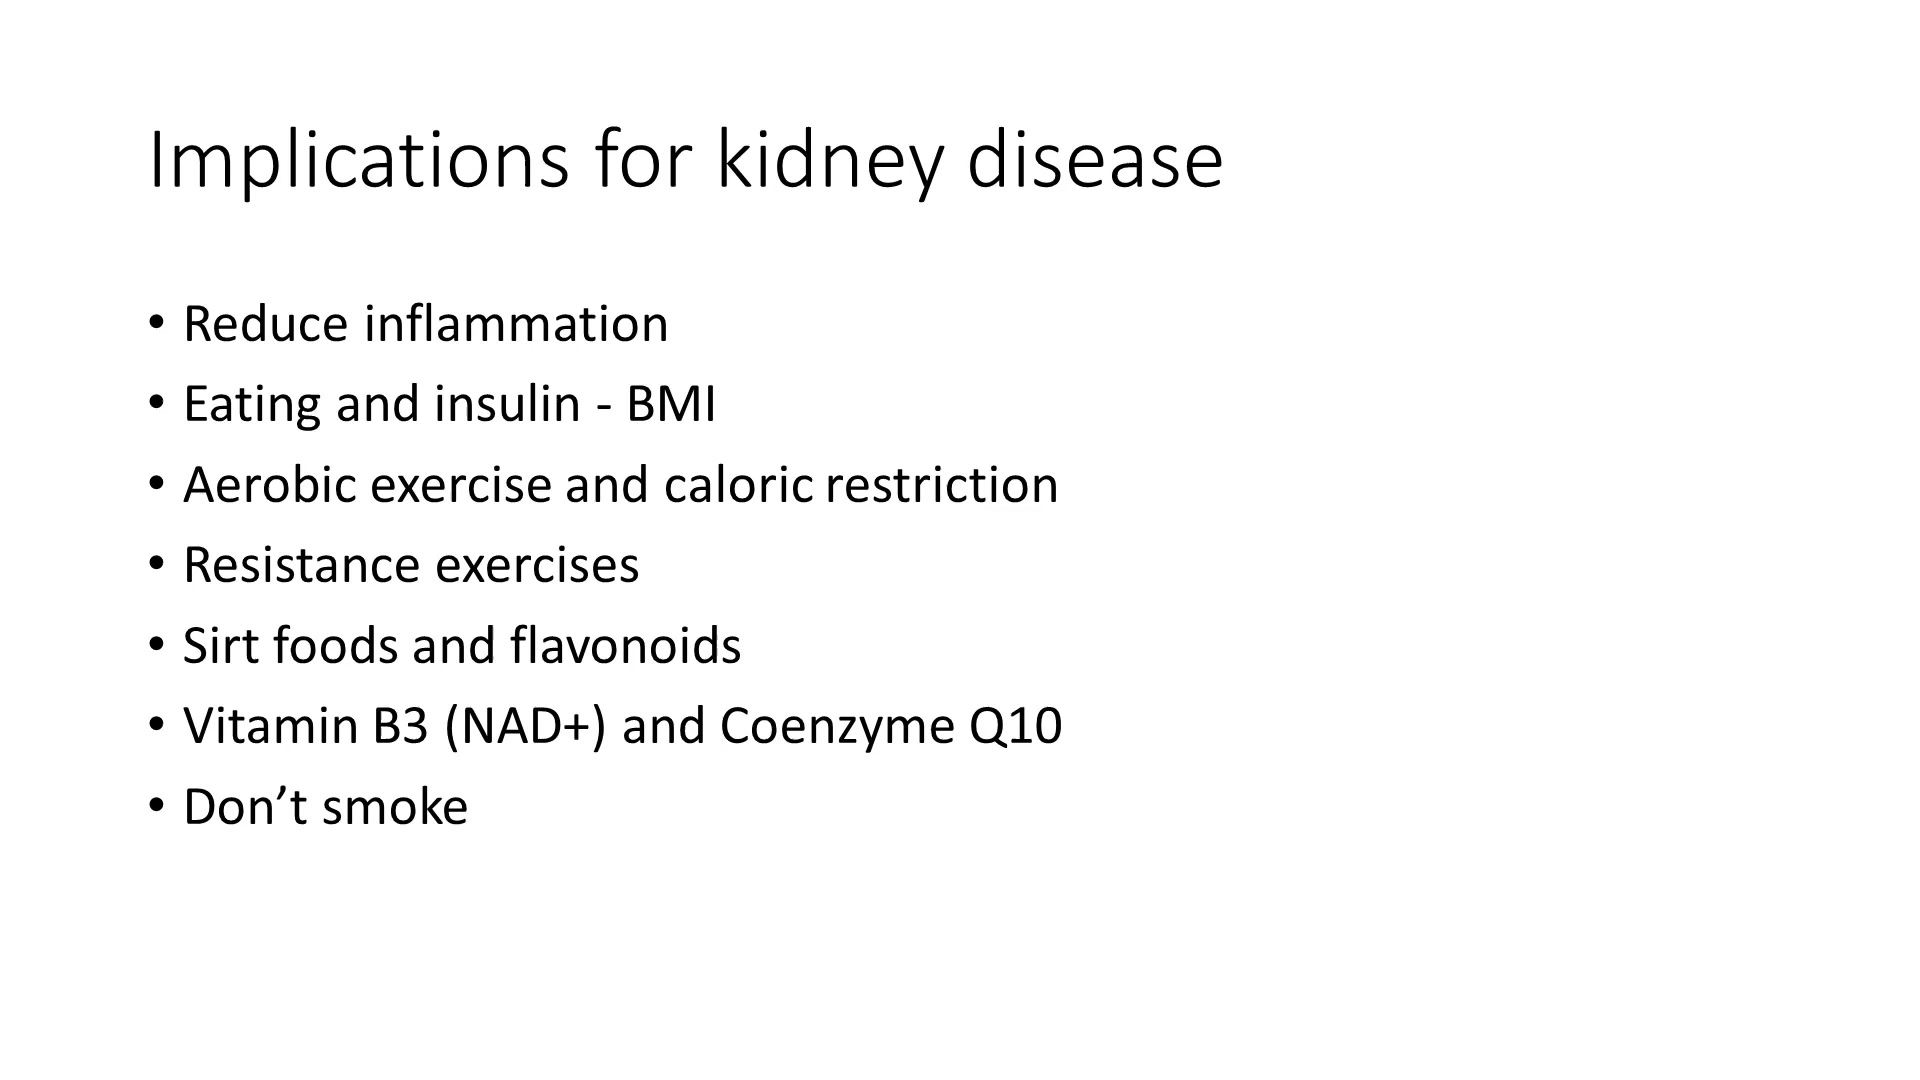 Implications for kidney disease
• Reduce inflammation
• Eating and insulin - BMI
• Aerobic exercise and caloric restriction
• Resistance exercises
• Sirt foods and flavonoids
• Vitamin B3 (NAD+) and Coenzyme Q10
• Don’t smoke